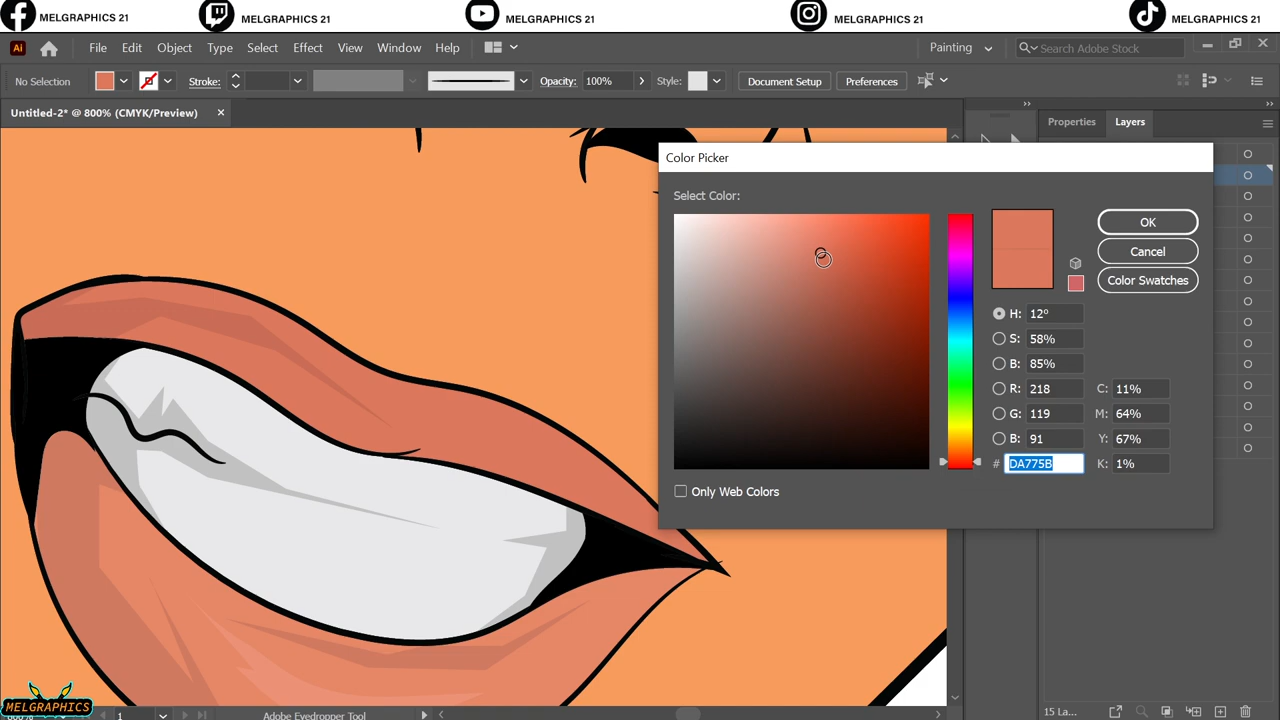 MELGRAPHICS 21
MELGRAPHICS 21
MELGRAPHICS 21
MELGRAPHICS 21
MELGRAPHICS 21
Ai File Edit Object Type Select Effect View Window Help Painting Search Adobe Stock
No Selection Stroke: Opacity: 100% Style: Document Setup Preferences
Untitled-2* @ 800% (CMYK/Preview)
Properties Layers
Color Picker
Select Color:
OK
Cancel
Color Swatches
H: 12º
S: 58%
B: 85%
R: 218 C: 11%
G: 119 M: 64%
B: 91 Y: 67%
# DA775B K: 1%
Only Web Colors
MELGRAPHICS
1 Adobe Eyedropper Tool 15 La...